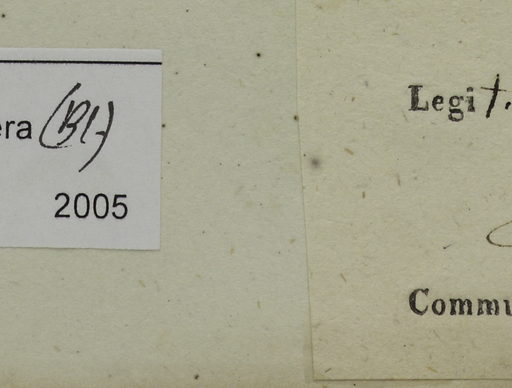 era (Bl.)
2005
Legit.
Commu